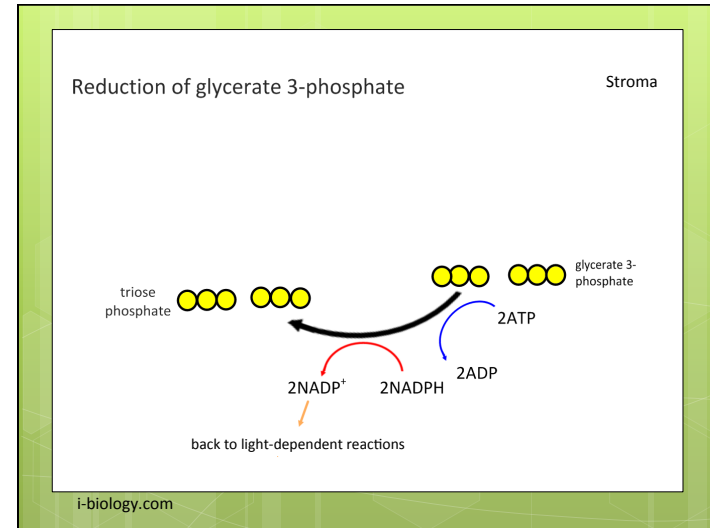 Reduction of glycerate 3-phosphate
Stroma
glycerate 3-
phosphate
triose
phosphate
2ATP
2ADP
2NADP⁺
2NADPH
back to light-dependent reactions
i-biology.com